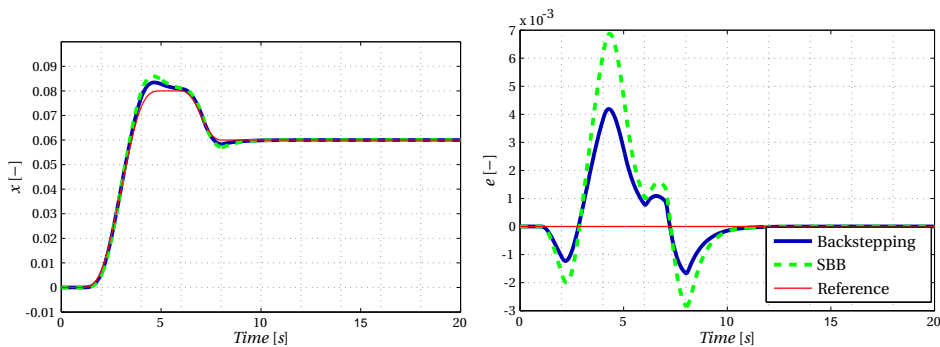 0.09
0.08
0.07
0.06
0.05
0.04
0.03
0.02
0.01
0
-0.01
x [−]
0 5 10 15 20
Time [s]
x 10⁻³
7
6
5
4
3
2
1
0
-1
-2
-3
e [−]
0 5 10 15 20
Time [s]
Backstepping
SBB
Reference